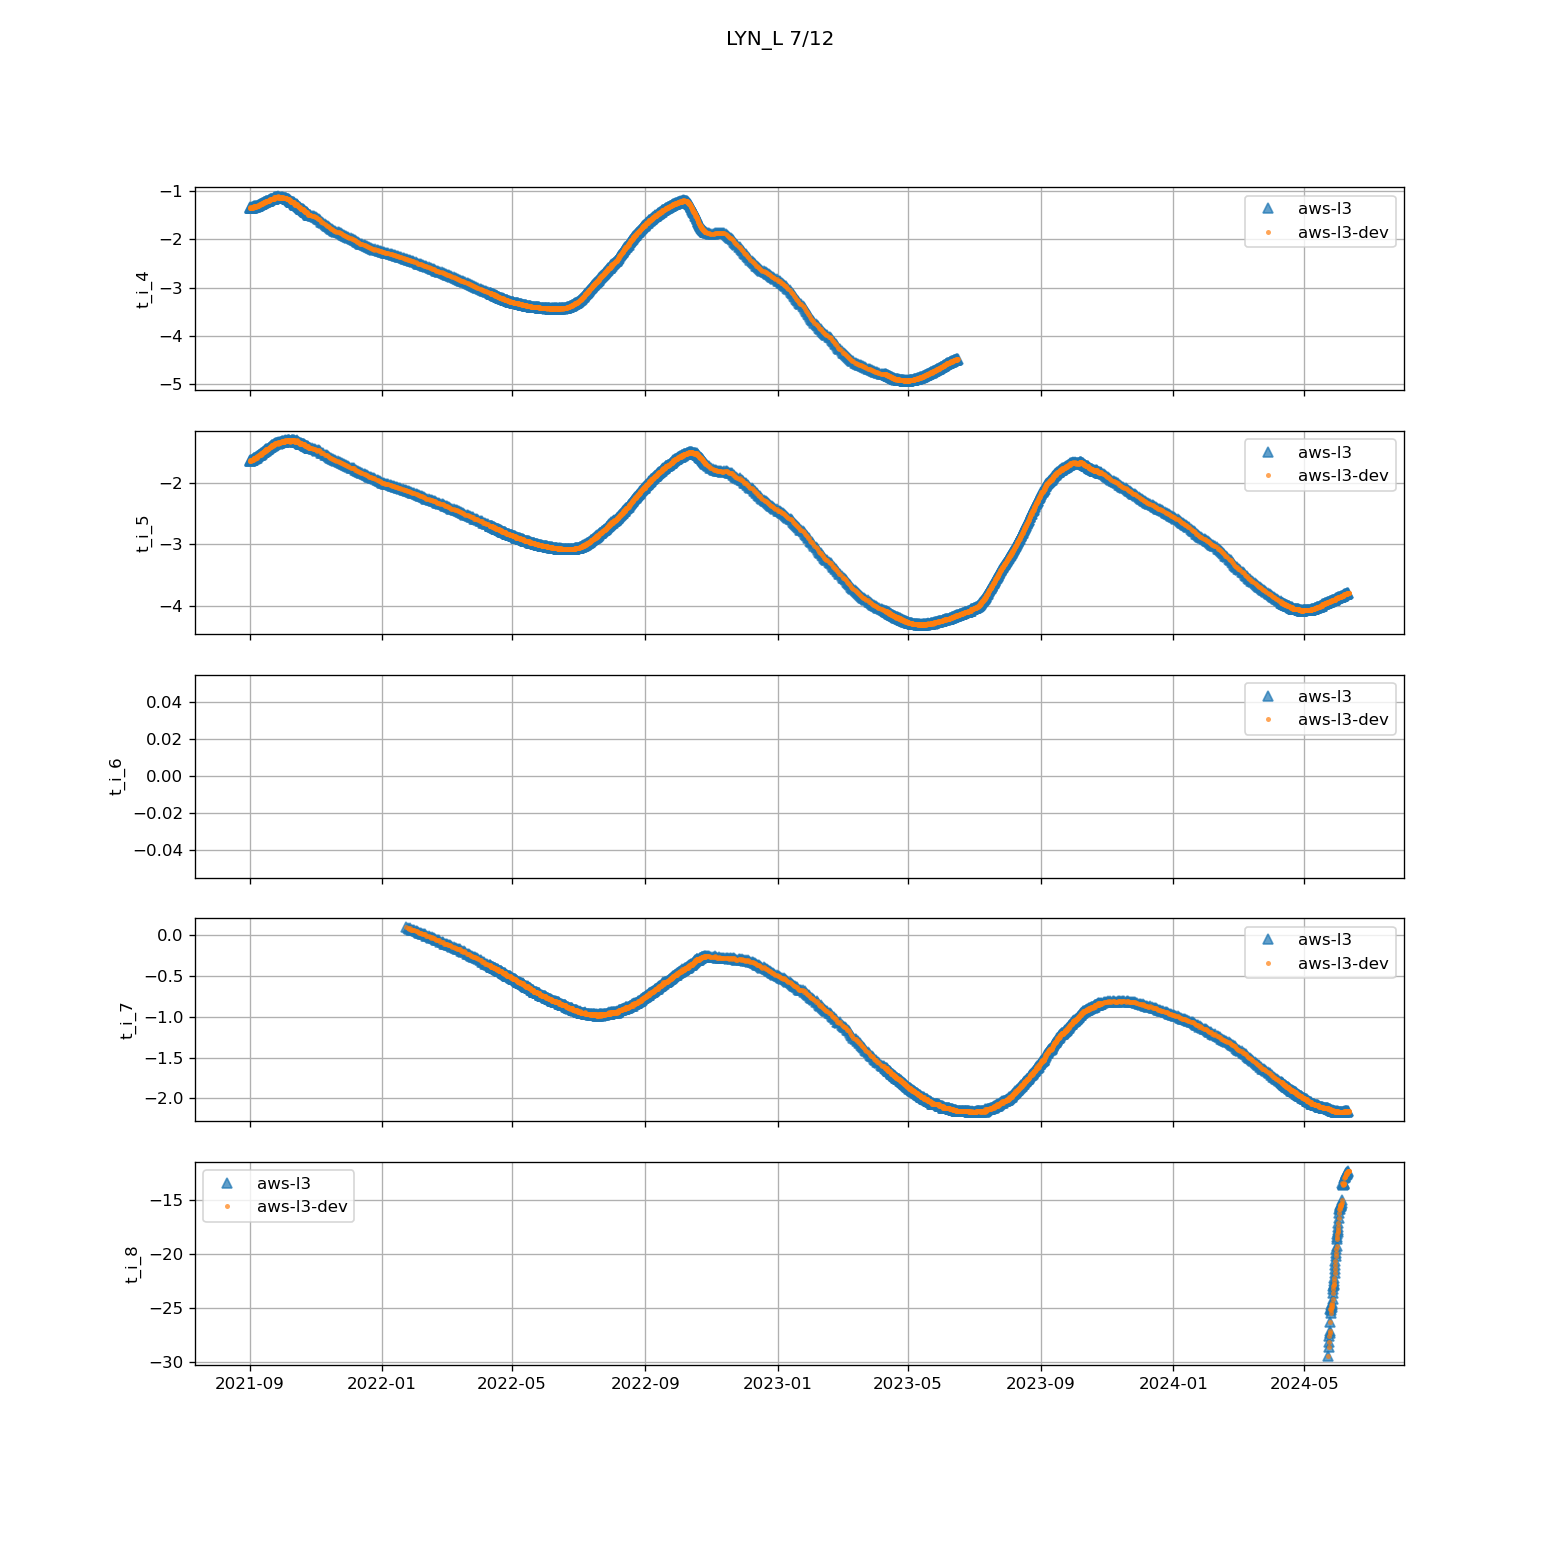 LYN_L 7/12
−1
−2
−3
−4
−5
t_i_4
aws-l3
aws-l3-dev
−2
−3
−4
t_i_5
aws-l3
aws-l3-dev
0.04
0.02
0.00
−0.02
−0.04
t_i_6
aws-l3
aws-l3-dev
0.0
−0.5
−1.0
−1.5
−2.0
t_i_7
aws-l3
aws-l3-dev
−15
−20
−25
−30
t_i_8
aws-l3
aws-l3-dev
2021-09 2022-01 2022-05 2022-09 2023-01 2023-05 2023-09 2024-01 2024-05